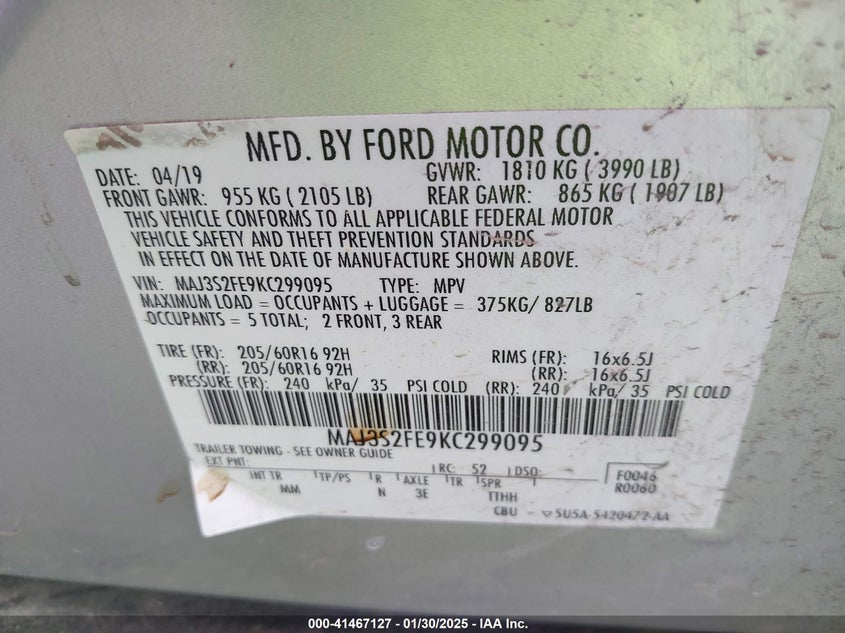 MFD. BY FORD MOTOR CO.
DATE: 04/19 GVWR: 1810 KG ( 3990 LB)
FRONT GAWR: 955 KG ( 2105 LB) REAR GAWR: 865 KG ( 1907 LB)
THIS VEHICLE CONFORMS TO ALL APPLICABLE FEDERAL MOTOR
VEHICLE SAFETY AND THEFT PREVENTION STANDARDS
IN EFFECT ON THE DATE OF MANUFACTURE SHOWN ABOVE.
VIN: MAJ3S2FE9KC299095 TYPE: MPV
MAXIMUM LOAD = OCCUPANTS + LUGGAGE = 375KG/ 827LB
OCCUPANTS = 5 TOTAL; 2 FRONT, 3 REAR
TIRE (FR): 205/60R16 92H RIMS (FR): 16x6.5J
(RR): 205/60R16 92H (RR): 16x6.5J
PRESSURE (FR): 240 kPa/ 35 PSI COLD (RR): 240 kPa/ 35 PSI COLD
MAJ3S2FE9KC299095
TRAILER TOWING - SEE OWNER GUIDE
EXT PNT: RC: 52 DSO: F0046
INT TR TP/PS R AXLE TR SPR R0060
MM N 3E TTHH
CBU 5U5A-5420472-AA
000-41467127 - 01/30/2025 - IAA Inc.